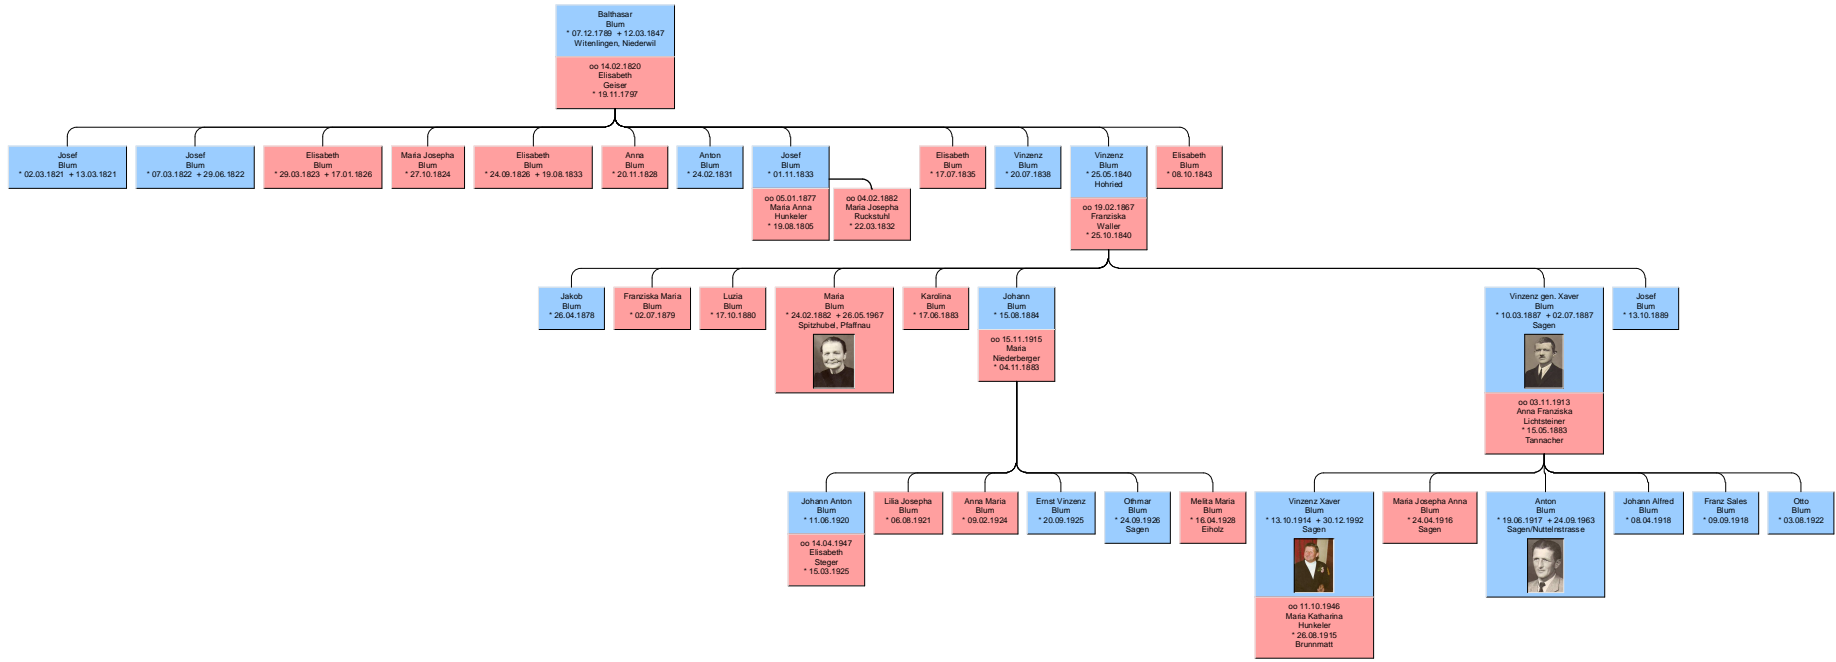 Balthasar
Blum
* 07.12.1789 + 12.03.1847
Witenlingen, Niederwil
oo 14.02.1820
Elisabeth
Geiser
* 19.11.1797
Josef
Blum
* 02.03.1821 + 13.03.1821
Josef
Blum
* 07.03.1822 + 29.06.1822
Elisabeth
Blum
* 29.03.1823 + 17.01.1826
Maria Josepha
Blum
* 27.10.1824
Elisabeth
Blum
* 24.09.1826 + 19.08.1833
Anna
Blum
* 20.11.1828
Anton
Blum
* 24.02.1831
Josef
Blum
* 01.11.1833
oo 05.01.1877
Maria Anna
Hunkeler
* 19.08.1805
oo 04.02.1882
Maria Josepha
Ruckstuhl
* 22.03.1832
Elisabeth
Blum
* 17.07.1835
Vinzenz
Blum
* 20.07.1838
Vinzenz
Blum
* 25.05.1840
Hohried
oo 19.02.1867
Franziska
Waller
* 25.10.1840
Elisabeth
Blum
* 08.10.1843
Jakob
Blum
* 26.04.1878
Franziska Maria
Blum
* 02.07.1879
Luzia
Blum
* 17.10.1880
Maria
Blum
* 24.02.1882 + 26.05.1967
Spitzhubel, Pfaffnau
Karolina
Blum
* 17.06.1883
Johann
Blum
* 15.08.1884
oo 15.11.1915
Maria
Niederberger
* 04.11.1883
Vinzenz gen. Xaver
Blum
* 10.03.1887 + 02.07.1887
Sagen
oo 03.11.1913
Anna Franziska
Lichtsteiner
* 15.05.1883
Tannacher
Josef
Blum
* 13.10.1889
Johann Anton
Blum
* 11.06.1920
oo 14.04.1947
Elisabeth
Steger
* 15.03.1925
Lilia Josepha
Blum
* 06.08.1921
Anna Maria
Blum
* 09.02.1924
Ernst Vinzenz
Blum
* 20.09.1925
Othmar
Blum
* 24.09.1926
Sagen
Melita Maria
Blum
* 16.04.1928
Eiholz
Vinzenz Xaver
Blum
* 13.10.1914 + 30.12.1992
Sagen
oo 11.10.1946
Maria Katharina
Hunkeler
* 26.08.1915
Brunnmatt
Maria Josepha Anna
Blum
* 24.04.1916
Sagen
Anton
Blum
* 19.06.1917 + 24.09.1963
Sagen/Nuttelnstrasse
Johann Alfred
Blum
* 08.04.1918
Franz Sales
Blum
* 09.09.1918
Otto
Blum
* 03.08.1922